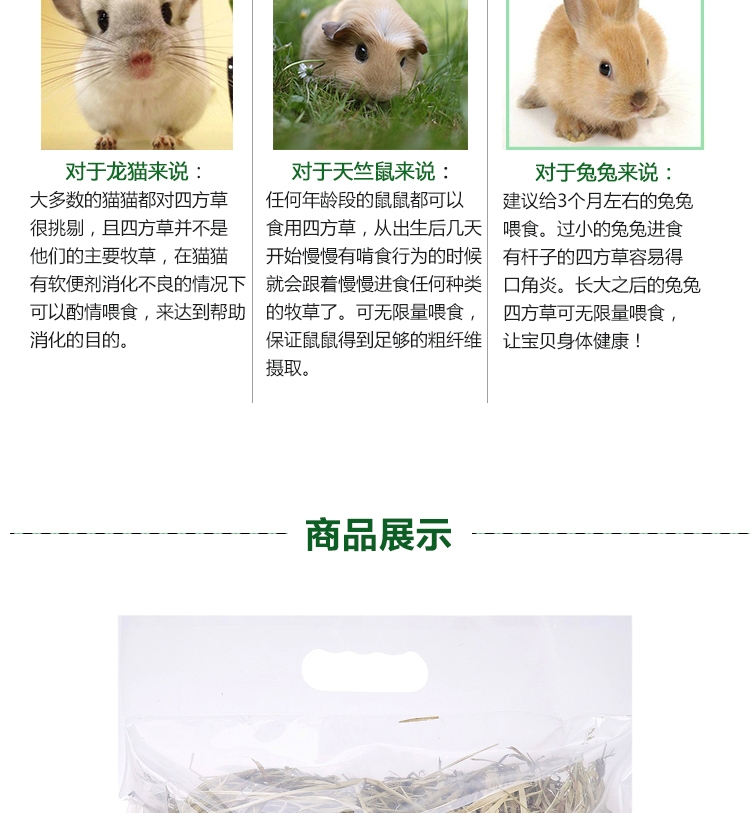 对于龙猫来说：
大多数的猫猫都对四方草
很挑剔，且四方草并不是
他们的主要牧草，在猫猫
有软便剂消化不良的情况下
可以酌情喂食，来达到帮助
消化的目的。
对于天竺鼠来说：
任何年龄段的鼠鼠都可以
食用四方草，从出生后几天
开始慢慢有啃食行为的时候
就会跟着慢慢进食任何种类
的牧草了。可无限量喂食，
保证鼠鼠得到足够的粗纤维
摄取。
对于兔兔来说：
建议给3个月左右的兔兔
喂食。过小的兔兔进食
有杆子的四方草容易得
口角炎。长大之后的兔兔
四方草可无限量喂食，
让宝贝身体健康！
商品展示